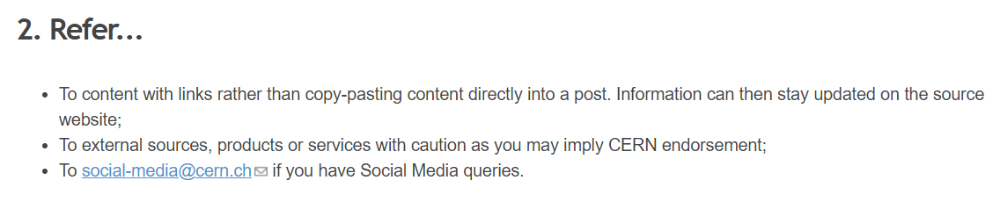 2. Refer...
• To content with links rather than copy-pasting content directly into a post. Information can then stay updated on the source
website;
• To external sources, products or services with caution as you may imply CERN endorsement;
• To social-media@cern.ch if you have Social Media queries.